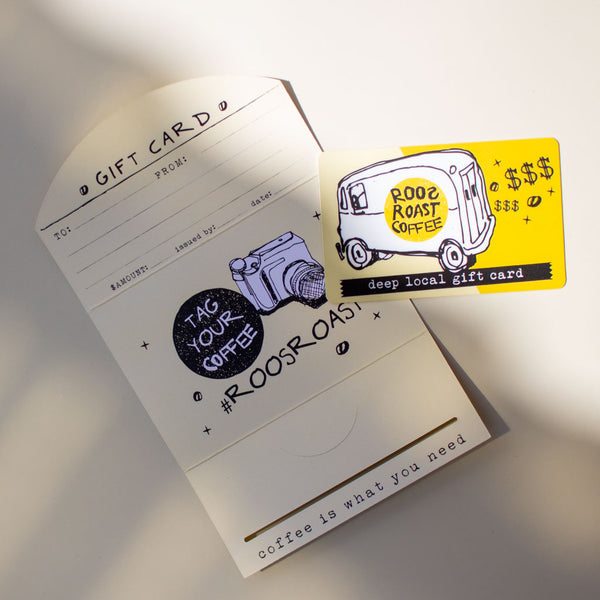 GIFT CARD
TO:
FROM:
$AMOUNT:
issued by:
date:
TAG
YOUR
COFFEE
#ROOSROAST
coffee is what you need
ROOS
ROAST
COFFEE
$$$
$$$
deep local gift card